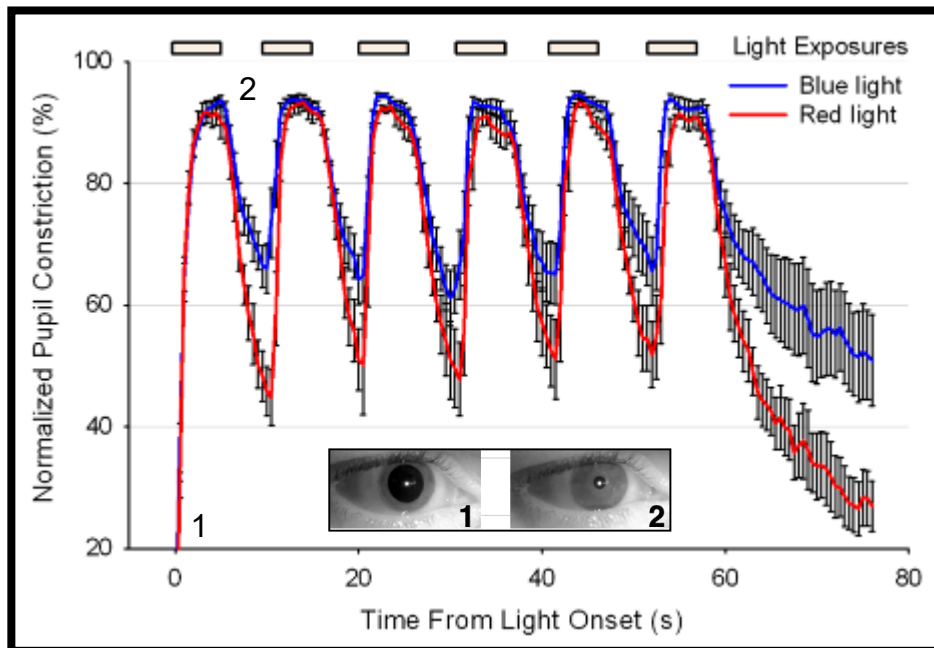 Light Exposures
Blue light
Red light
Normalized Pupil Constriction (%)
100
80
60
40
20
2
1
1
2
0
20
40
60
80
Time From Light Onset (s)